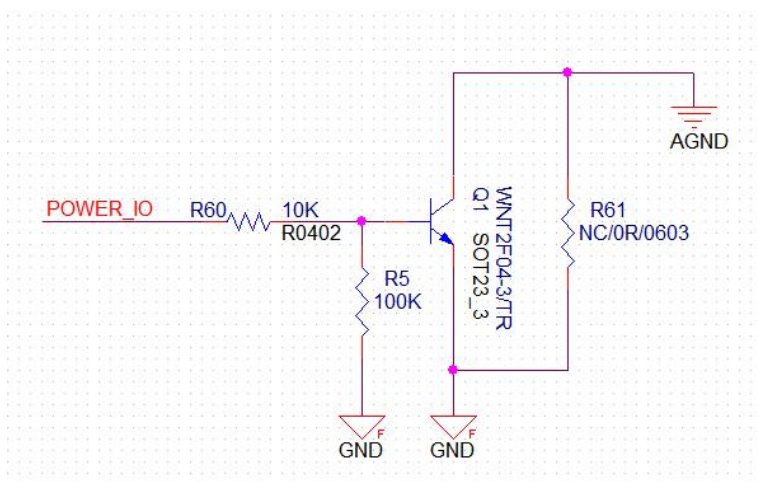 AGND
POWER_IO
R60
10K
R0402
Q1
WNT2F04-3/TR
SOT23_3
R61
NC/0R/0603
R5
100K
F
GND
F
GND